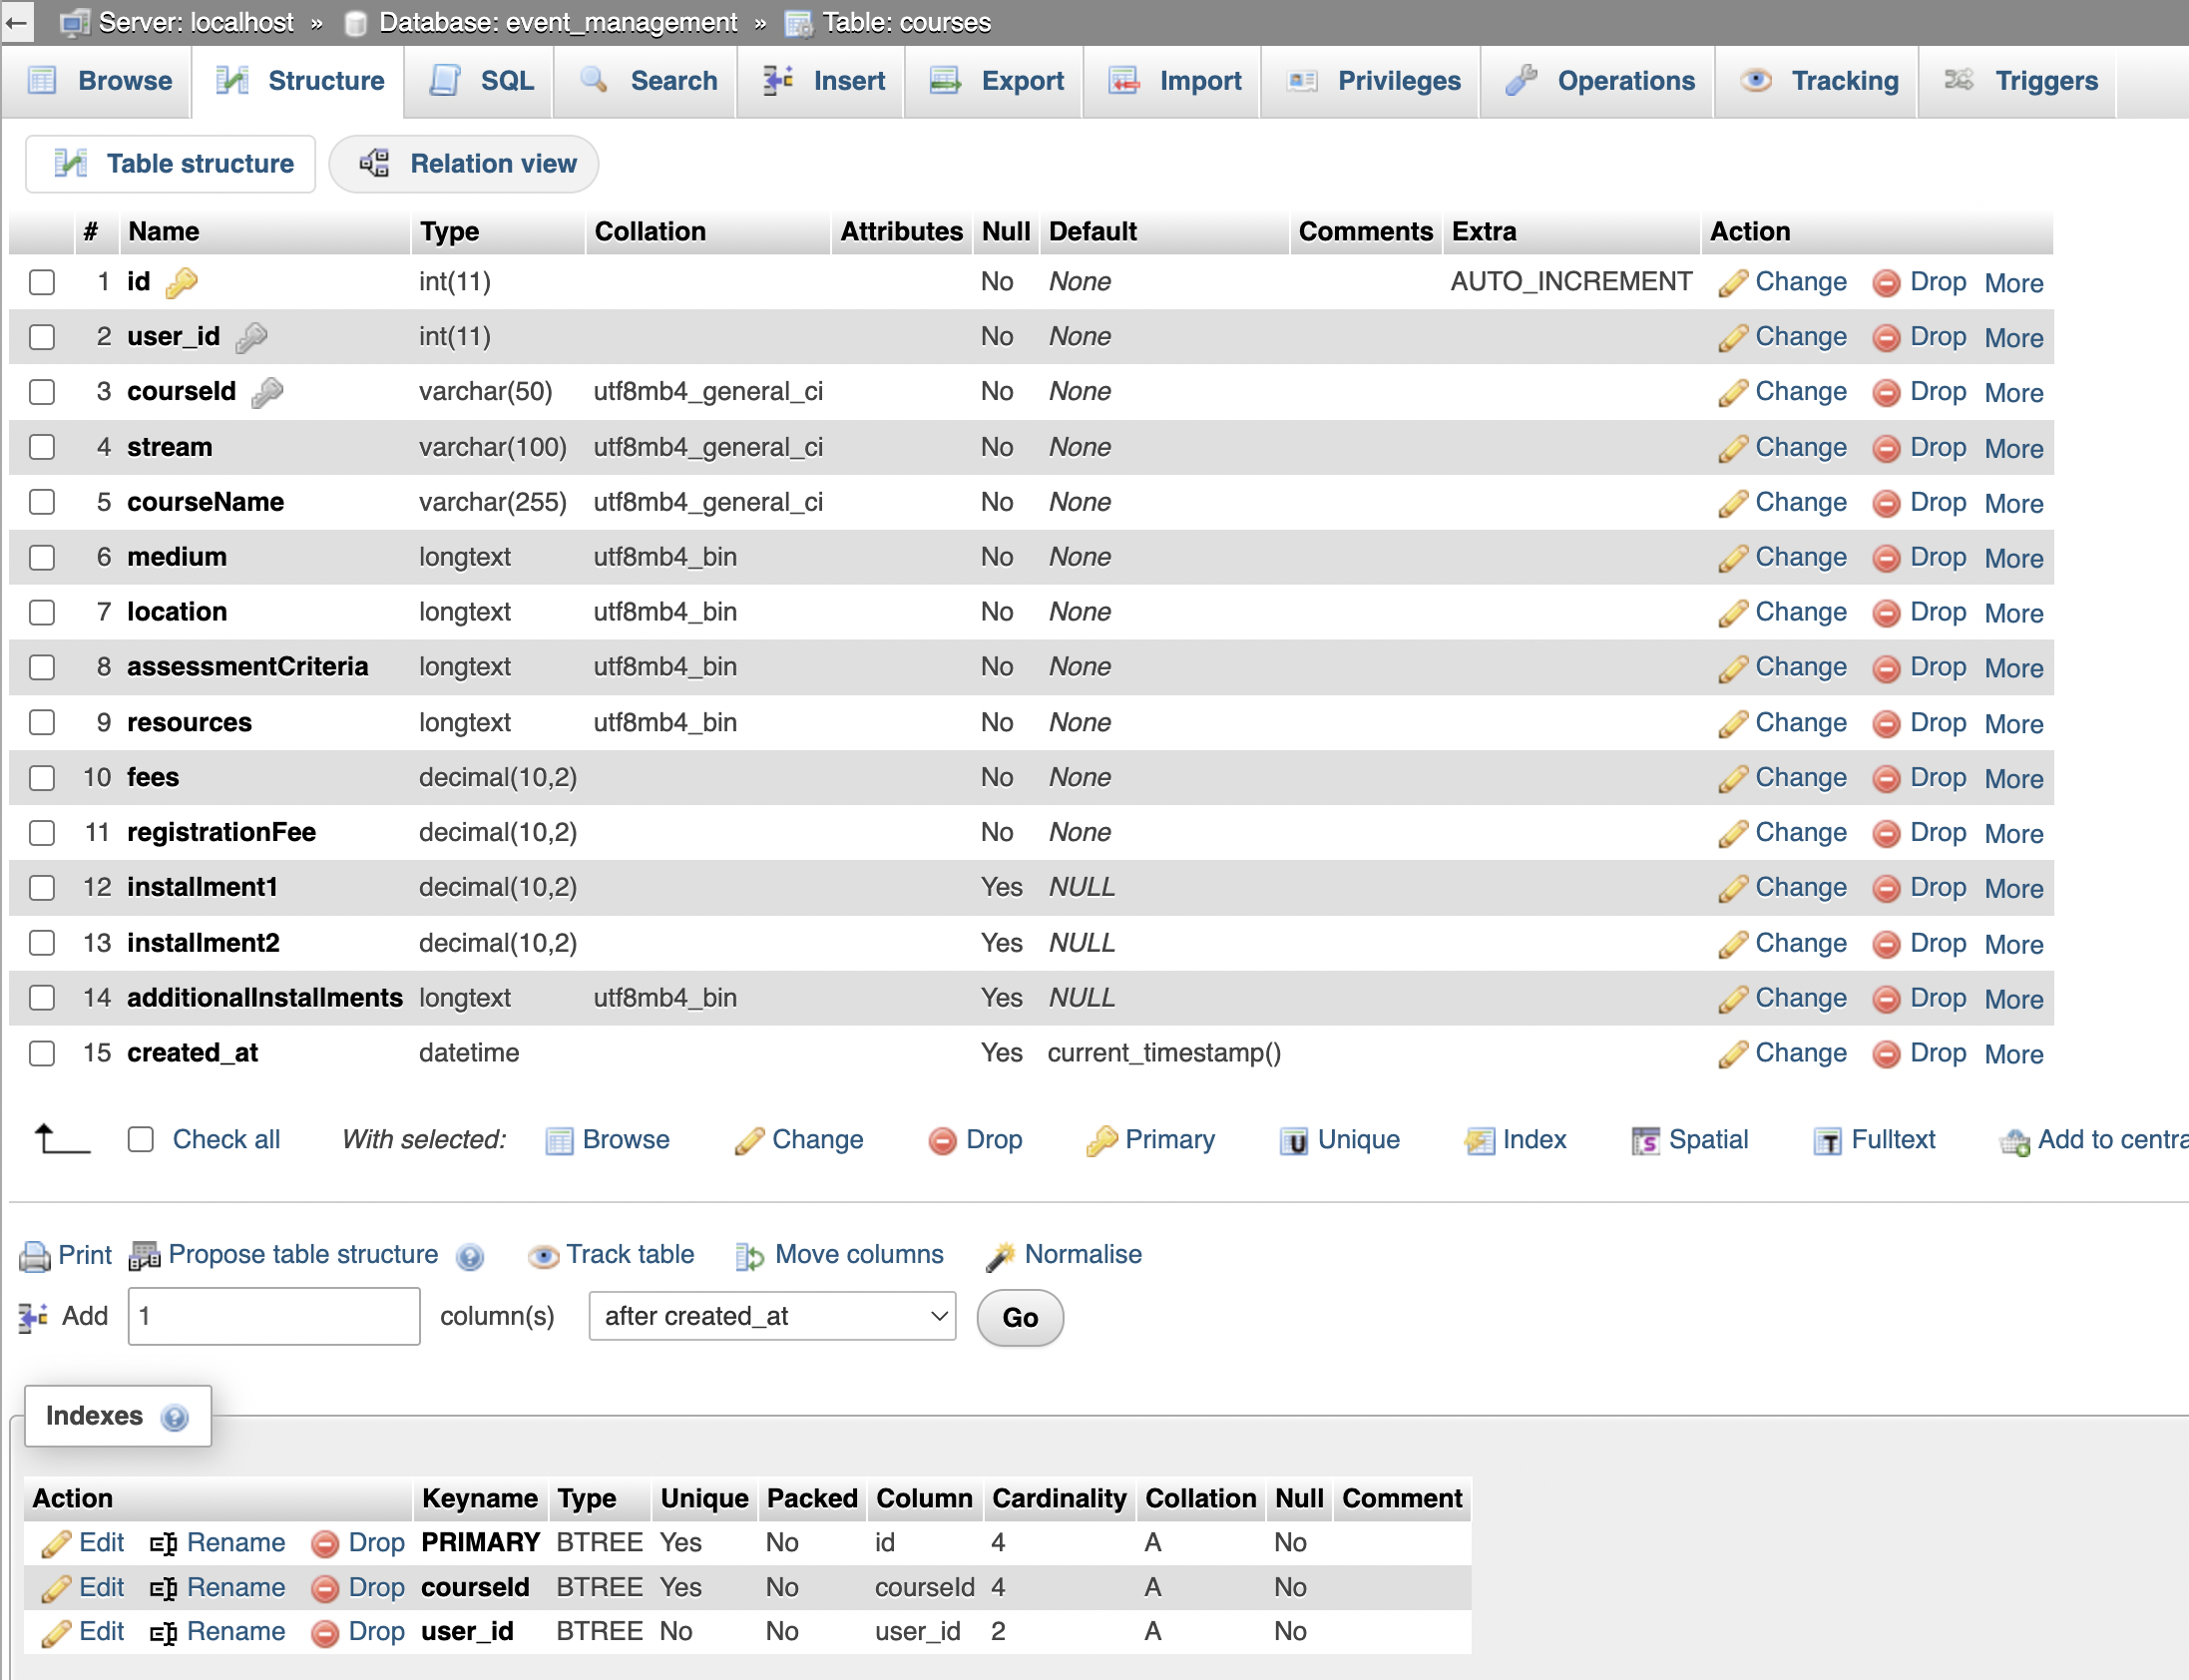 Server: localhost » Database: event_management » Table: courses
Browse Structure SQL Search Insert Export Import Privileges Operations Tracking Triggers
Table structure Relation view
# Name Type Collation Attributes Null Default Comments Extra Action
1 id int(11) No None AUTO_INCREMENT Change Drop More
2 user_id int(11) No None Change Drop More
3 courseId varchar(50) utf8mb4_general_ci No None Change Drop More
4 stream varchar(100) utf8mb4_general_ci No None Change Drop More
5 courseName varchar(255) utf8mb4_general_ci No None Change Drop More
6 medium longtext utf8mb4_bin No None Change Drop More
7 location longtext utf8mb4_bin No None Change Drop More
8 assessmentCriteria longtext utf8mb4_bin No None Change Drop More
9 resources longtext utf8mb4_bin No None Change Drop More
10 fees decimal(10,2) No None Change Drop More
11 registrationFee decimal(10,2) No None Change Drop More
12 installment1 decimal(10,2) Yes NULL Change Drop More
13 installment2 decimal(10,2) Yes NULL Change Drop More
14 additionalInstallments longtext utf8mb4_bin Yes NULL Change Drop More
15 created_at datetime Yes current_timestamp() Change Drop More
Check all With selected: Browse Change Drop Primary Unique Index Spatial Fulltext Add to centra
Print Propose table structure Track table Move columns Normalise
Add 1 column(s) after created_at Go
Indexes
Action Keyname Type Unique Packed Column Cardinality Collation Null Comment
Edit Rename Drop PRIMARY BTREE Yes No id 4 A No
Edit Rename Drop courseId BTREE Yes No courseId 4 A No
Edit Rename Drop user_id BTREE No No user_id 2 A No